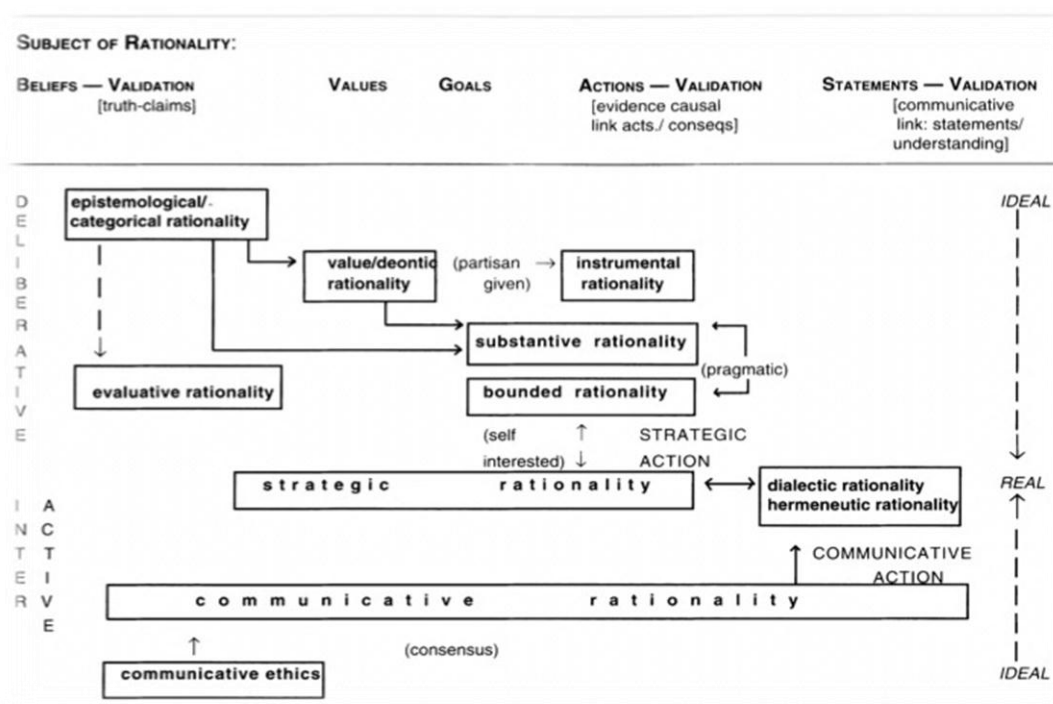 SUBJECT OF RATIONALITY:
BELIEFS — VALIDATION VALUES GOALS ACTIONS — VALIDATION STATEMENTS — VALIDATION
[truth-claims] [evidence causal [communicative
link acts./ conseqs] link: statements/
understanding]
DELIBERATIVE
epistemological/
categorical rationality
IDEAL
value/deontic
rationality
(partisan →
given)
instrumental
rationality
substantive rationality
(pragmatic)
evaluative rationality
bounded rationality
(self ↑ STRATEGIC
interested) ↓ ACTION
strategic rationality
dialectic rationality
hermeneutic rationality
REAL
INTER
ACTIVE
COMMUNICATIVE
ACTION
communicative rationality
(consensus)
communicative ethics
IDEAL